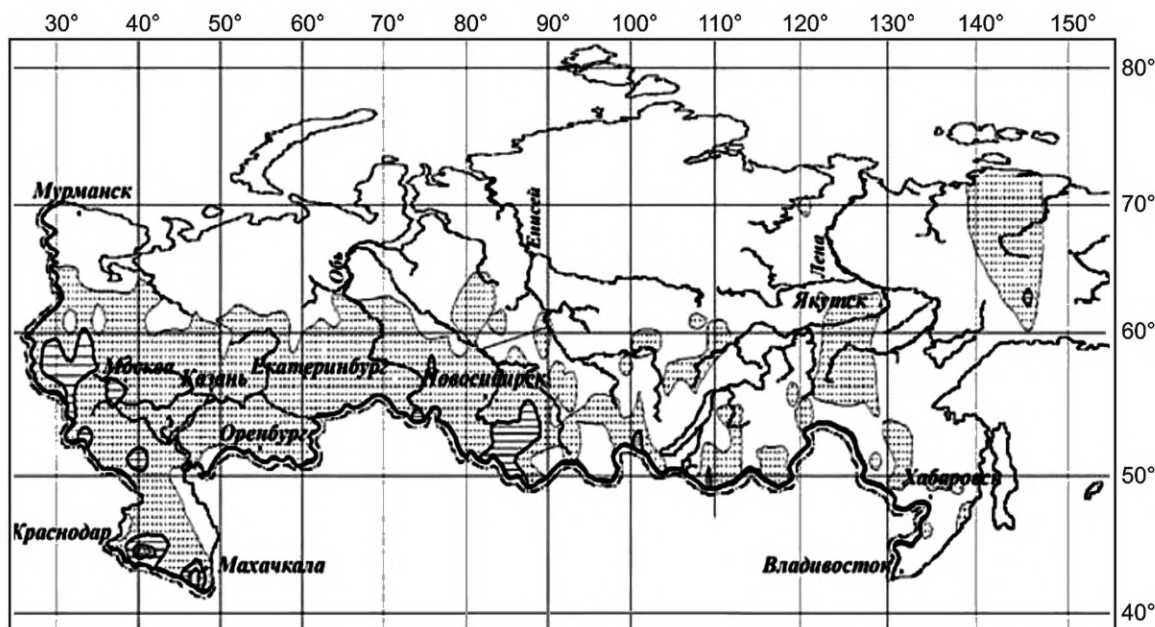 30° 40° 50° 60° 70° 80° 90° 100° 110° 120° 130° 140° 150°
80°
Мурманск
70°
Енисей
Обь
Лена
Якутск
60°
Москва
Казань
Екатеринбург
Новосибирск
Оренбург
50°
Хабаровск
Краснодар
Махачкала
Владивосток
40°